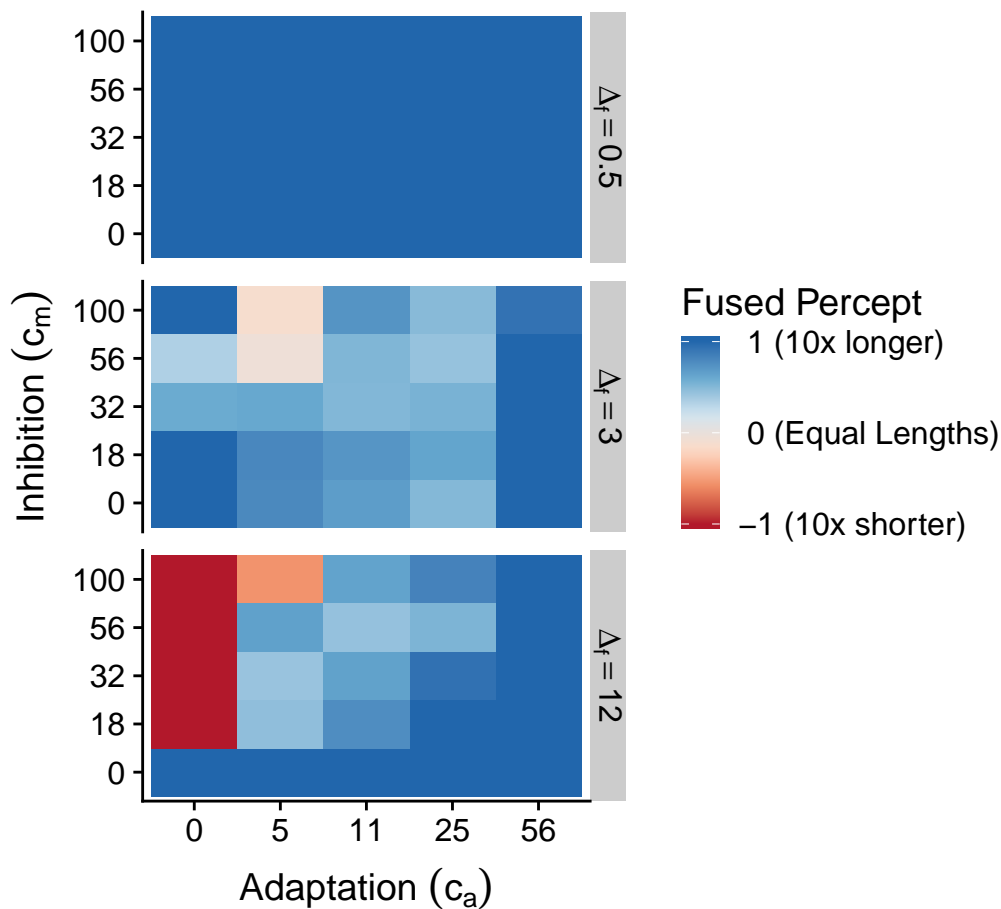 100
56
32
18
0
Δf = 0.5
100
56
32
18
0
Δf = 3
100
56
32
18
0
Δf = 12
0 5 11 25 56
Adaptation (ca)
Inhibition (cm)
Fused Percept
1 (10x longer)
0 (Equal Lengths)
−1 (10x shorter)